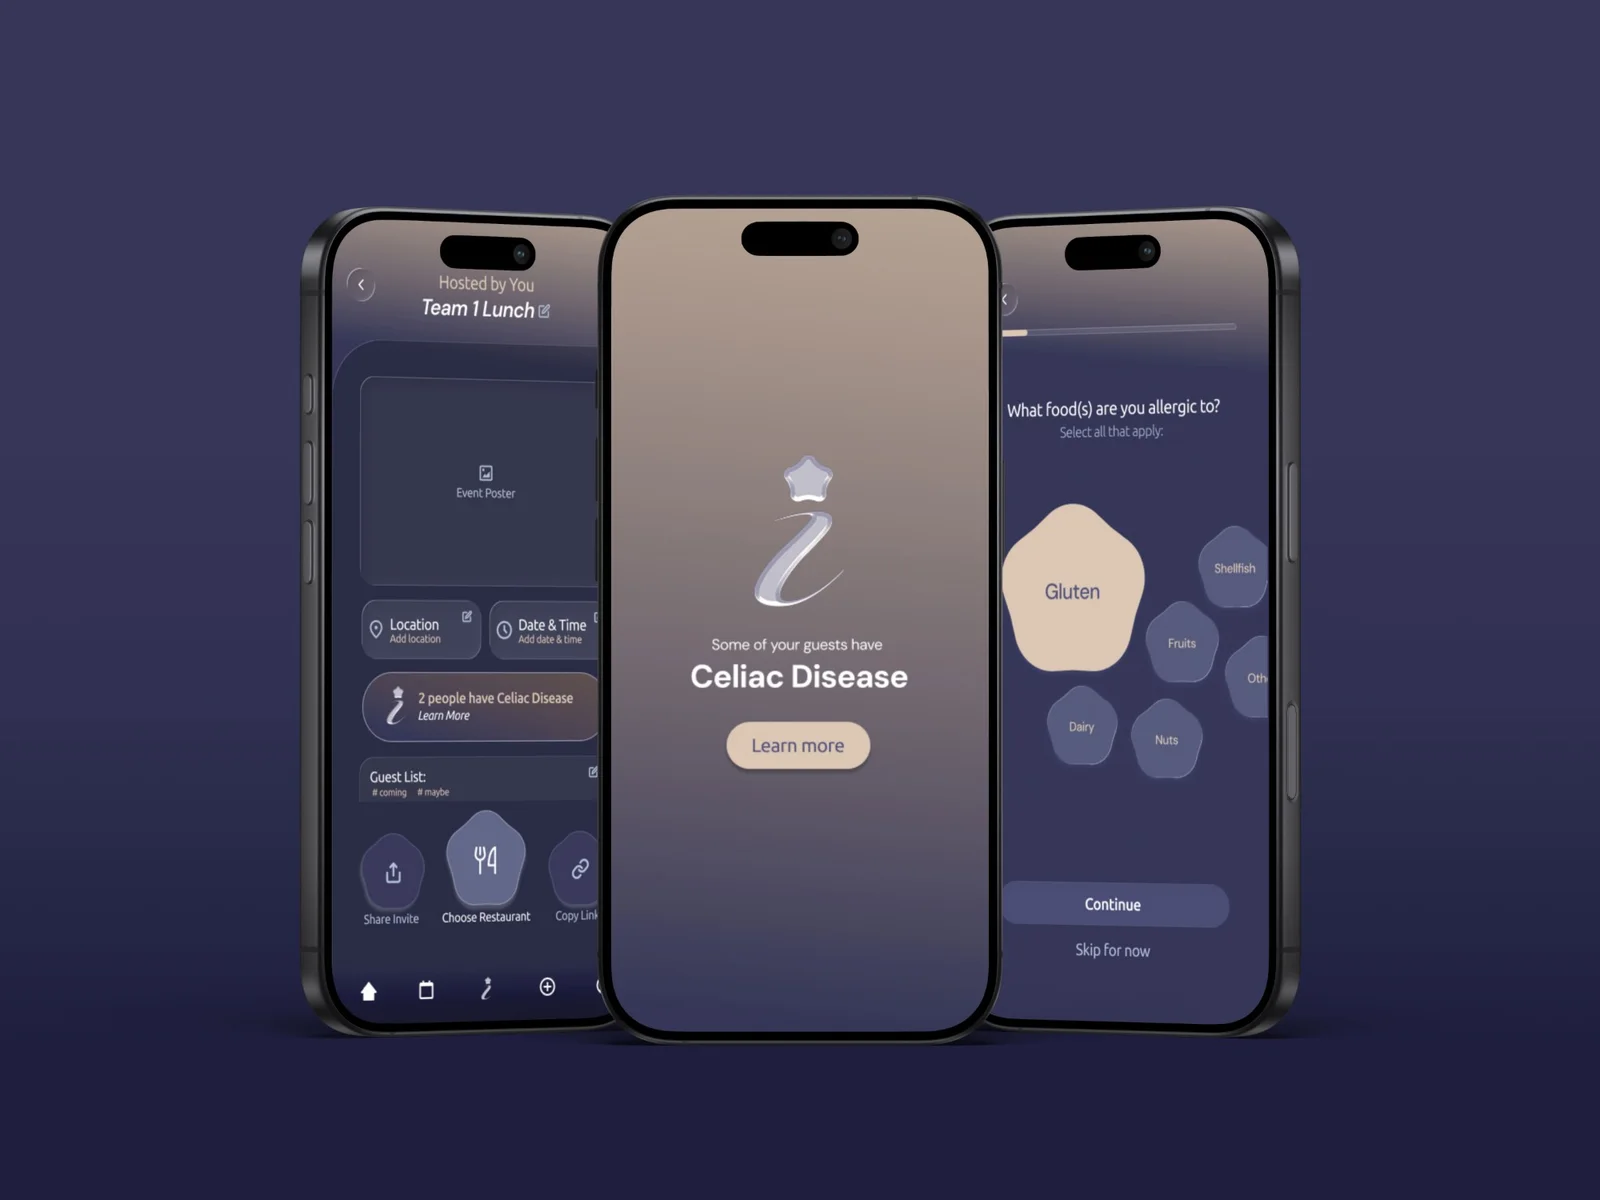 Hosted by You
Team 1 Lunch
Event Poster
Location
Add location
Date & Time
Add date & time
2 people have Celiac Disease
Learn More
Guest List:
# coming # maybe
Share Invite
Choose Restaurant
Copy Link
i
Some of your guests have
Celiac Disease
Learn more
What food(s) are you allergic to?
Select all that apply:
Gluten
Shellfish
Fruits
Oth
Dairy
Nuts
Continue
Skip for now